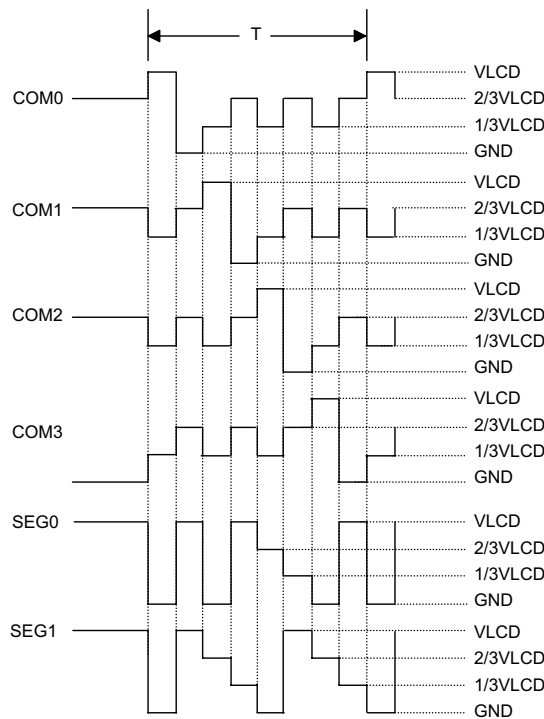 T
VLCD
COM0 2/3VLCD
1/3VLCD
GND
VLCD
COM1 2/3VLCD
1/3VLCD
GND
VLCD
COM2 2/3VLCD
1/3VLCD
GND
VLCD
COM3 2/3VLCD
1/3VLCD
GND
SEG0 VLCD
2/3VLCD
1/3VLCD
GND
SEG1 VLCD
2/3VLCD
1/3VLCD
GND